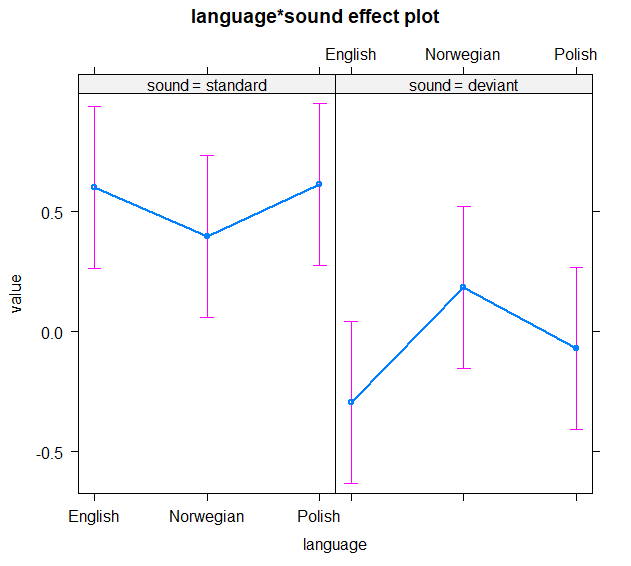 language*sound effect plot
English Norwegian Polish
sound = standard sound = deviant
0.5
0.0
-0.5
value
English Norwegian Polish
language